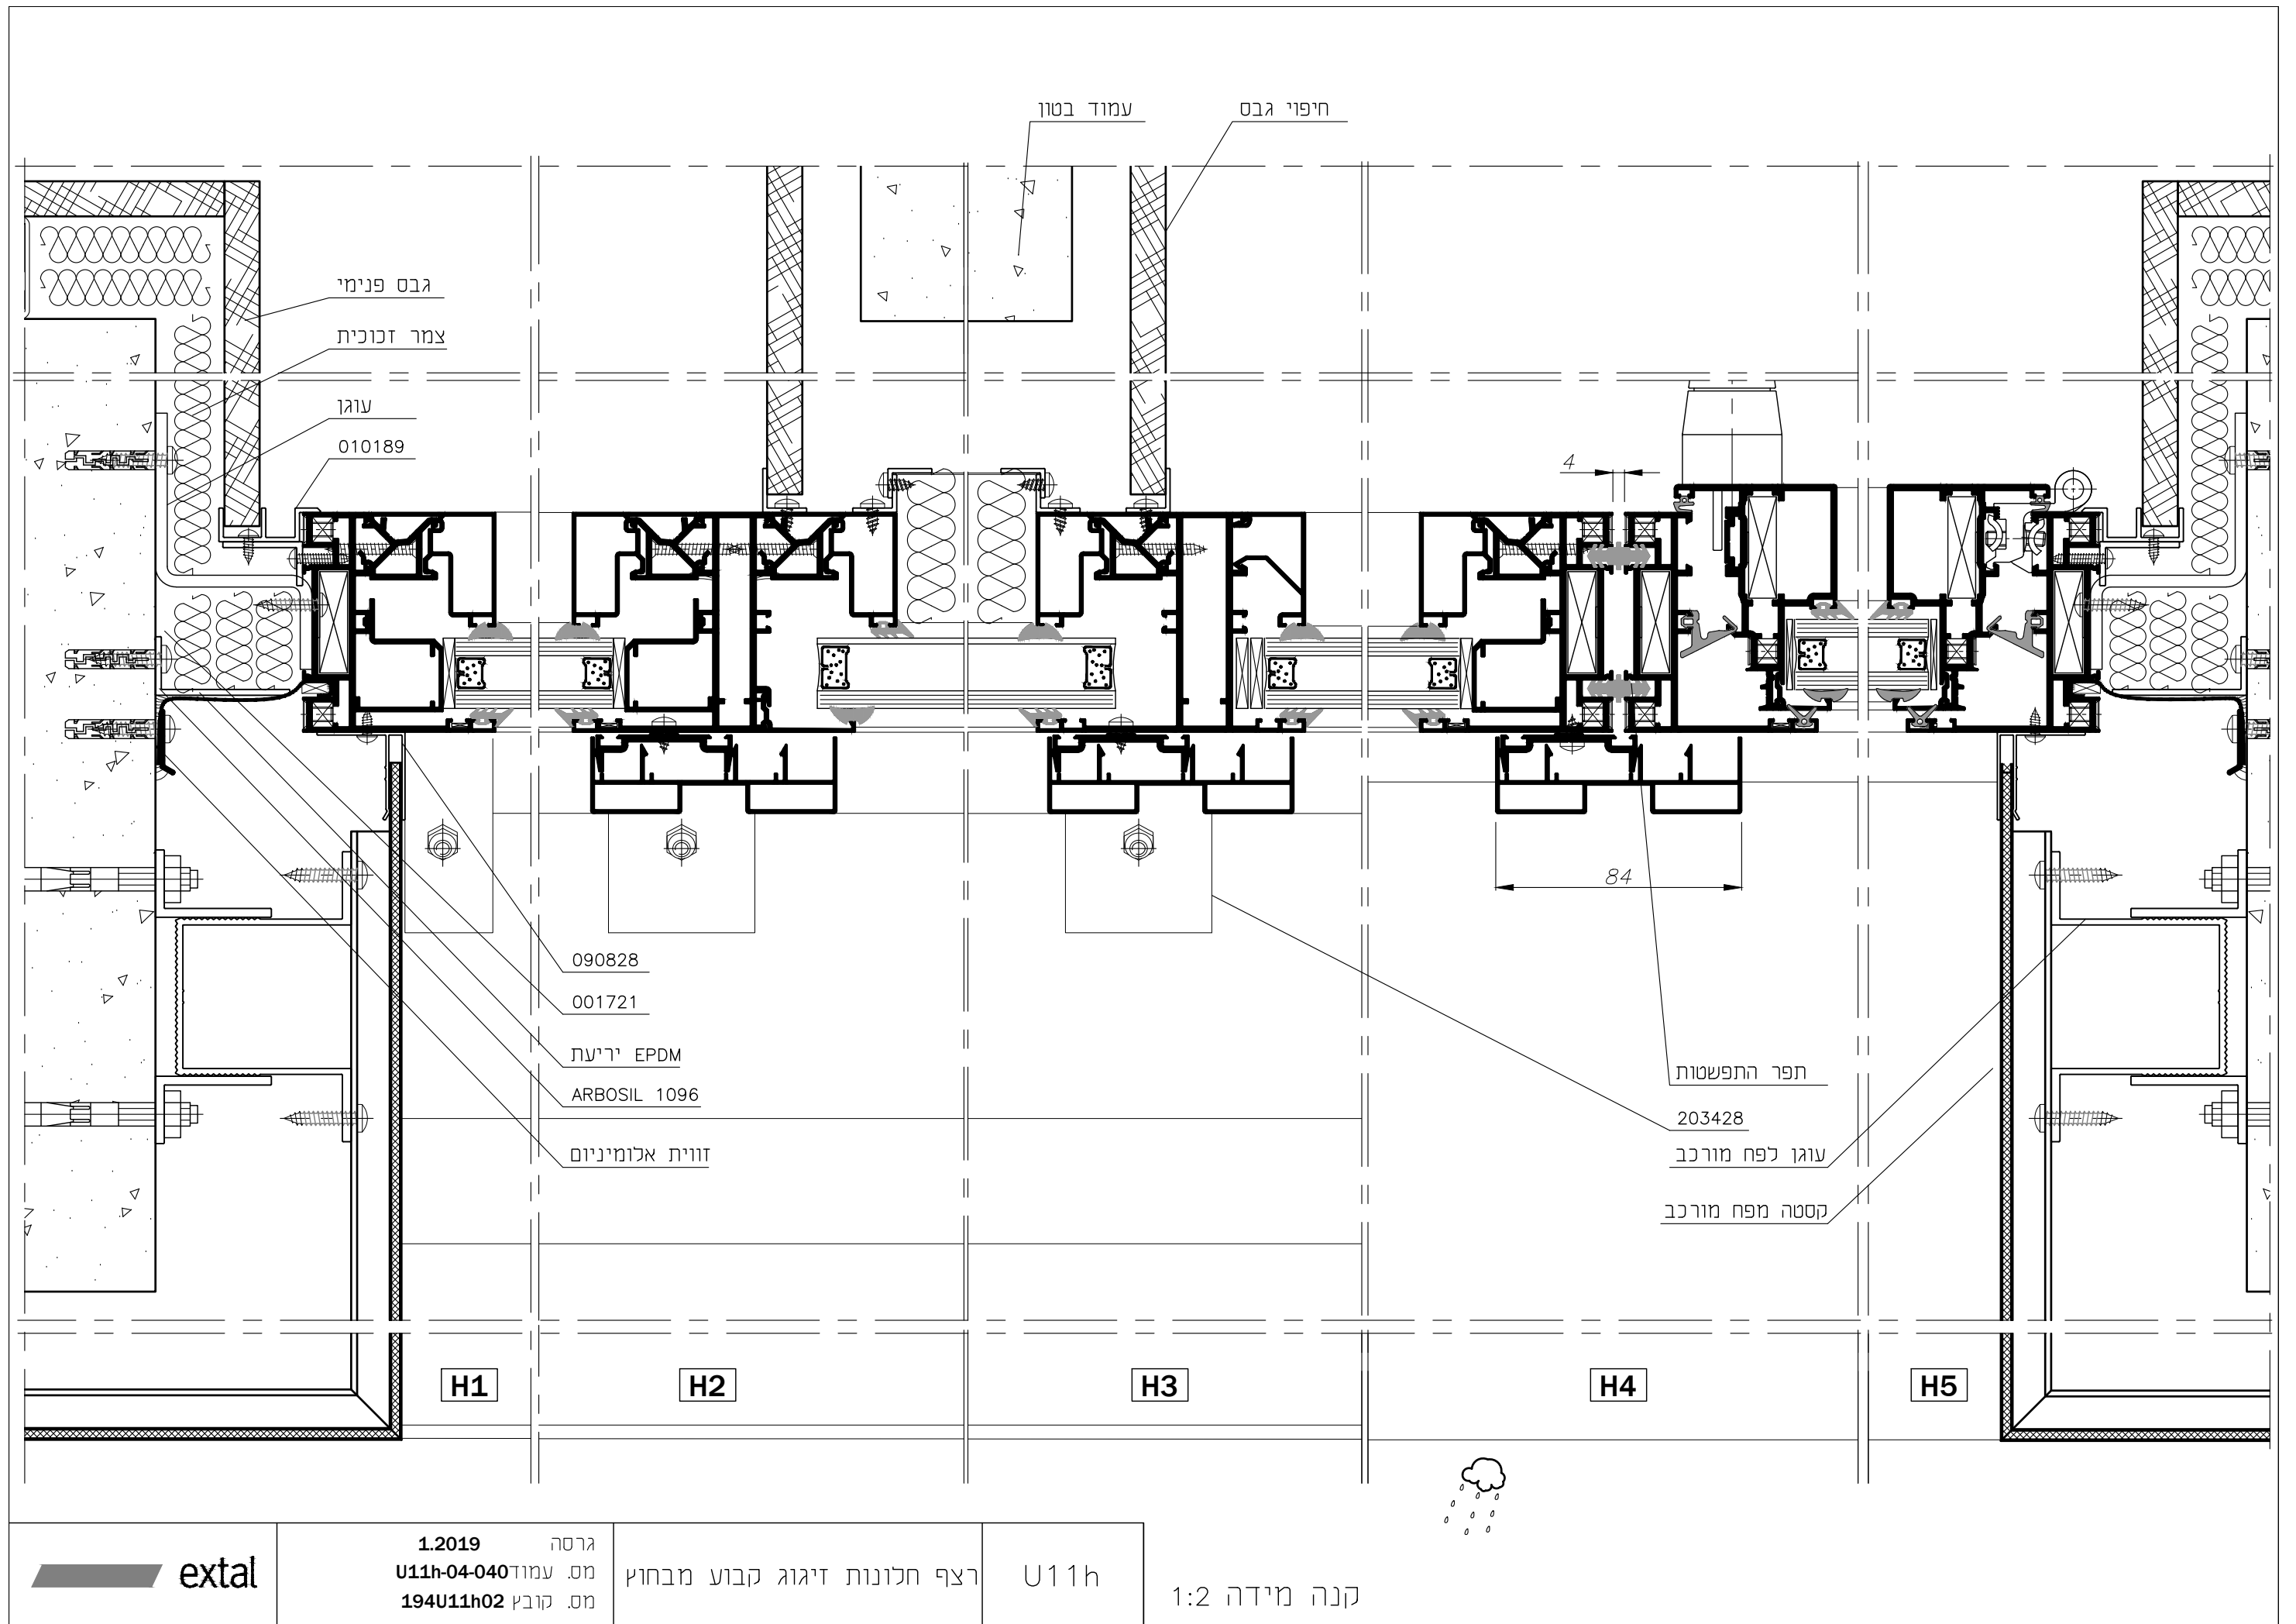 עמוד בטון
חיפוי גבס
גבס פנימי
צמר זכוכית
עוגן
010189
4
84
090828
001721
יריעת EPDM
ARBOSIL 1096
זווית אלומיניום
תפר התפשטות
203428
עוגן לפח מורכב
קסטה מפח מורכב
H1
H2
H3
H4
H5
extal
גרסה 1.2019
מס. עמוד U11h-04-040
מס. קובץ 194U11h02
רצף חלונות זיגוג קבוע מבחוץ
U11h
קנה מידה 1:2